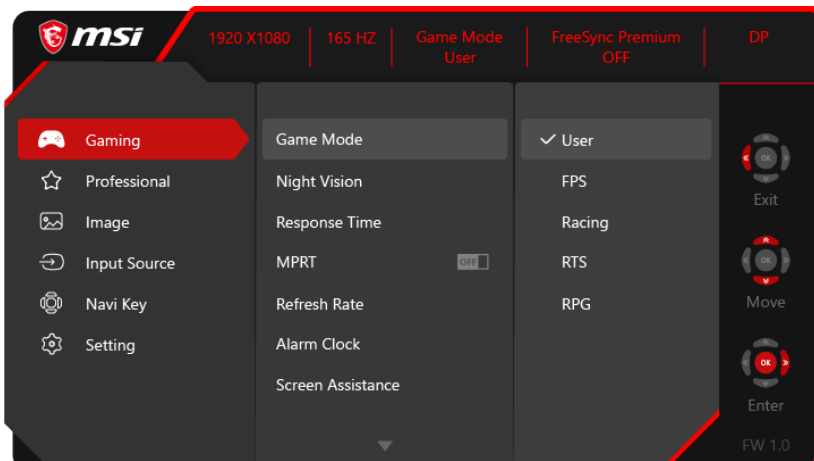 msi
1920 X1080
165 HZ
Game Mode
User
FreeSync Premium
OFF
DP
Gaming
Professional
Image
Input Source
Navi Key
Setting
Game Mode
Night Vision
Response Time
MPRT
OFF
Refresh Rate
Alarm Clock
Screen Assistance
User
FPS
Racing
RTS
RPG
OK
Exit
OK
Move
OK
Enter
FW 1.0